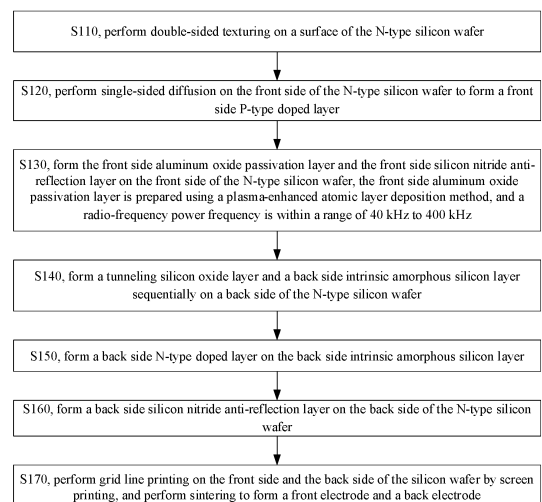 S110, perform double-sided texturing on a surface of the N-type silicon wafer
S120, perform single-sided diffusion on the front side of the N-type silicon wafer to form a front
side P-type doped layer
S130, form the front side aluminum oxide passivation layer and the front side silicon nitride anti-
reflection layer on the front side of the N-type silicon wafer, the front side aluminum oxide
passivation layer is prepared using a plasma-enhanced atomic layer deposition method, and a
radio-frequency power frequency is within a range of 40 kHz to 400 kHz
S140, form a tunneling silicon oxide layer and a back side intrinsic amorphous silicon layer
sequentially on a back side of the N-type silicon wafer
S150, form a back side N-type doped layer on the back side intrinsic amorphous silicon layer
S160, form a back side silicon nitride anti-reflection layer on the back side of the N-type silicon
wafer
S170, perform grid line printing on the front side and the back side of the silicon wafer by screen
printing, and perform sintering to form a front electrode and a back electrode